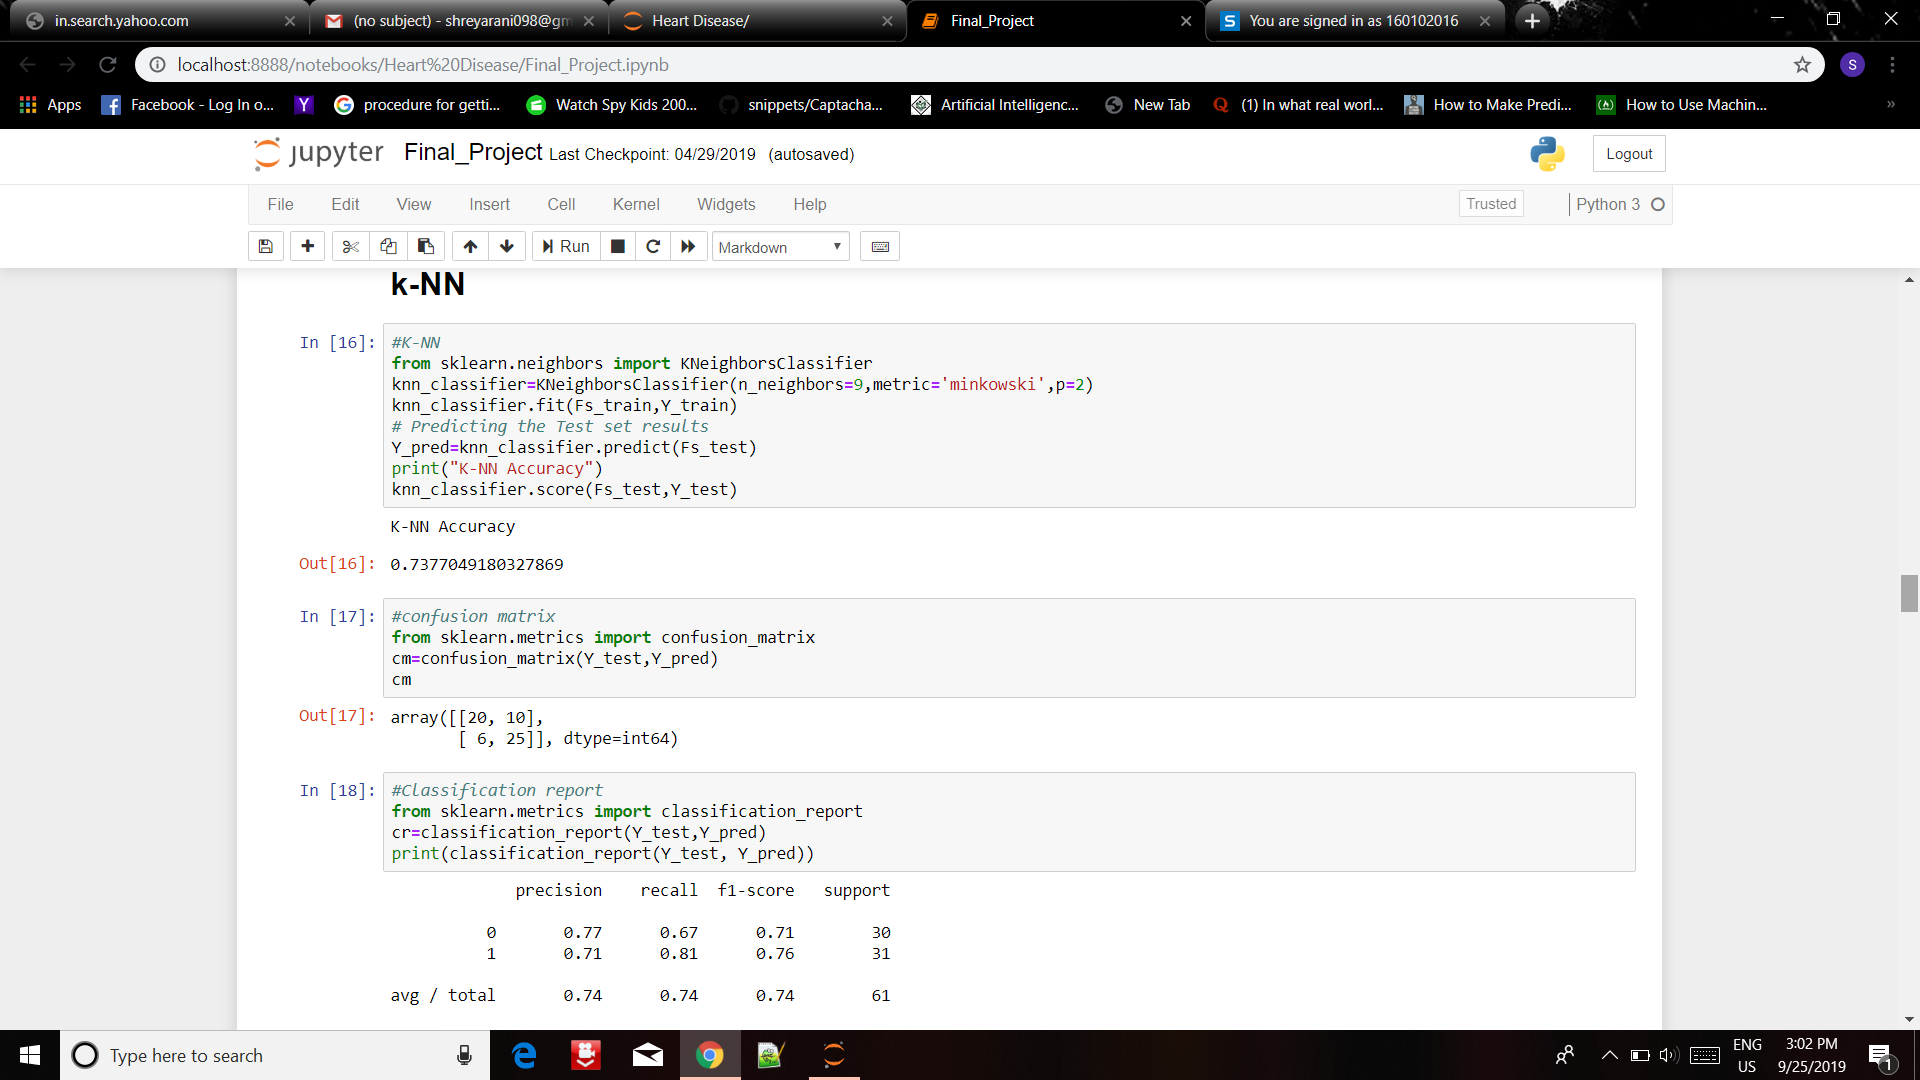 in.search.yahoo.com
(no subject) - shreyarani098@gm
Heart Disease/
Final_Project
You are signed in as 160102016
localhost:8888/notebooks/Heart%20Disease/Final_Project.ipynb
S
Apps
Facebook - Log In o...
procedure for getti...
Watch Spy Kids 200...
snippets/Captacha...
Artificial Intelligenc...
New Tab
(1) In what real worl...
How to Make Predi...
How to Use Machin...
jupyter Final_Project Last Checkpoint: 04/29/2019 (autosaved)
Logout
File Edit View Insert Cell Kernel Widgets Help
Trusted
Python 3
Run
Markdown
k-NN
In [16]:
#K-NN
from sklearn.neighbors import KNeighborsClassifier
knn_classifier=KNeighborsClassifier(n_neighbors=9,metric='minkowski',p=2)
knn_classifier.fit(Fs_train,Y_train)
# Predicting the Test set results
Y_pred=knn_classifier.predict(Fs_test)
print("K-NN Accuracy")
knn_classifier.score(Fs_test,Y_test)
K-NN Accuracy
Out[16]: 0.7377049180327869
In [17]:
#confusion matrix
from sklearn.metrics import confusion_matrix
cm=confusion_matrix(Y_test,Y_pred)
cm
Out[17]: array([[20, 10],
[ 6, 25]], dtype=int64)
In [18]:
#Classification report
from sklearn.metrics import classification_report
cr=classification_report(Y_test,Y_pred)
print(classification_report(Y_test, Y_pred))
precision recall f1-score support
0 0.77 0.67 0.71 30
1 0.71 0.81 0.76 31
avg / total 0.74 0.74 0.74 61
Type here to search
ENG
US
3:02 PM
9/25/2019
1